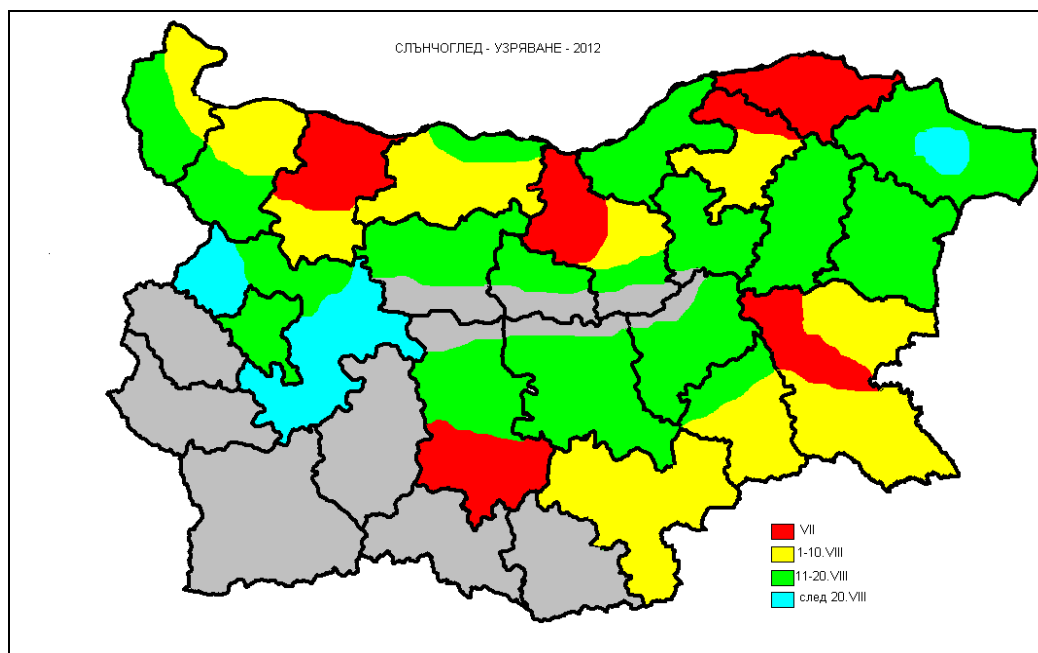 СЛЪНЧОГЛЕД - УЗРЯВАНЕ - 2012
VII
1-10.VIII
11-20.VIII
след 20.VIII